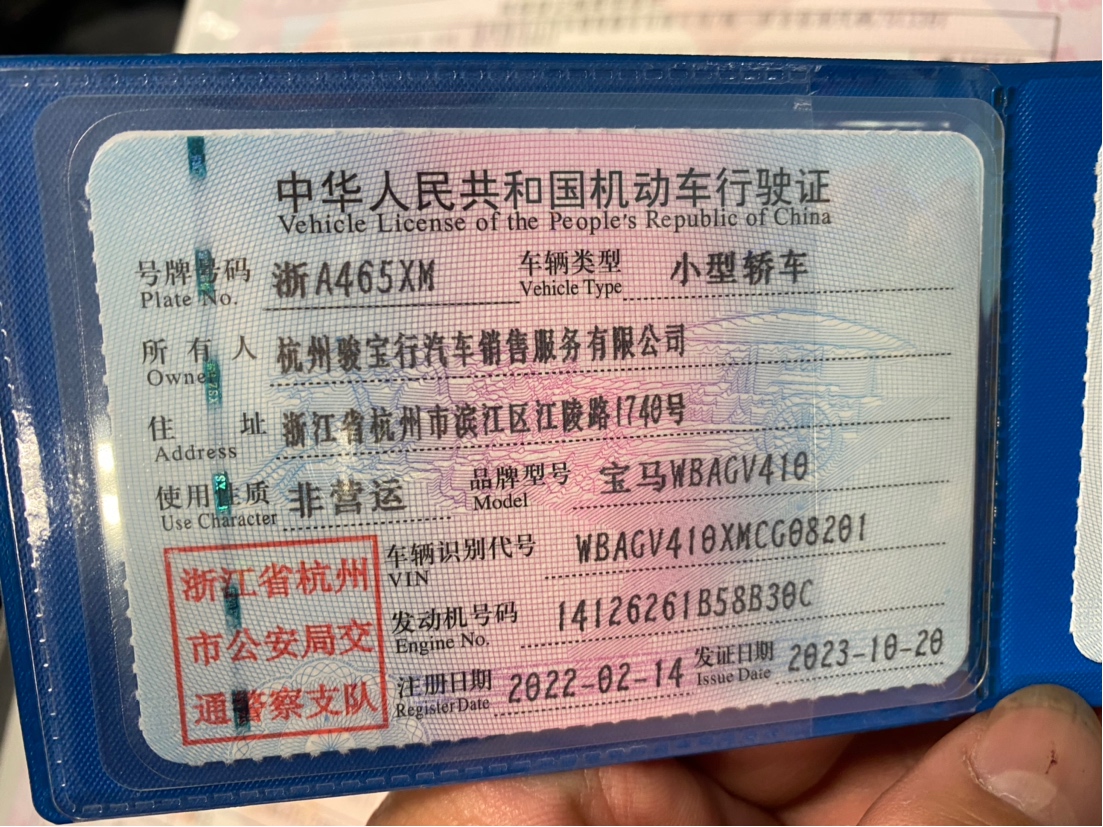 中华人民共和国机动车行驶证
Vehicle License of the People's Republic of China
号牌号码 浙A465XM 车辆类型 小型轿车
Plate No. Vehicle Type
所有人 杭州骏宝行汽车销售服务有限公司
Owner
住址 浙江省杭州市滨江区江陵路1740号
Address
使用性质 非营运 品牌型号 宝马WBAGV410
Use Character Model
车辆识别代号 WBAGV410XMCG08201
VIN
发动机号码 14126261B58B30C
Engine No.
注册日期 2022-02-14 发证日期 2023-10-20
Register Date Issue Date
浙江省杭州
市公安局交
通警察支队